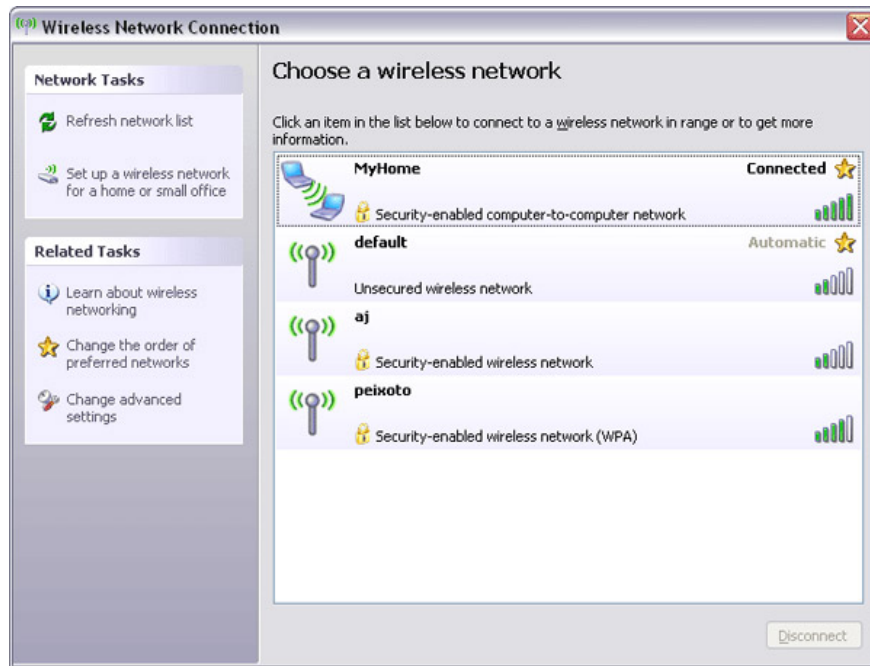 Wireless Network Connection
Network Tasks
Refresh network list
Set up a wireless network
for a home or small office
Related Tasks
Learn about wireless
networking
Change the order of
preferred networks
Change advanced
settings
Choose a wireless network
Click an item in the list below to connect to a wireless network in range or to get more
information.
MyHome Connected
Security-enabled computer-to-computer network
default Automatic
Unsecured wireless network
aj
Security-enabled wireless network
peixoto
Security-enabled wireless network (WPA)
Disconnect